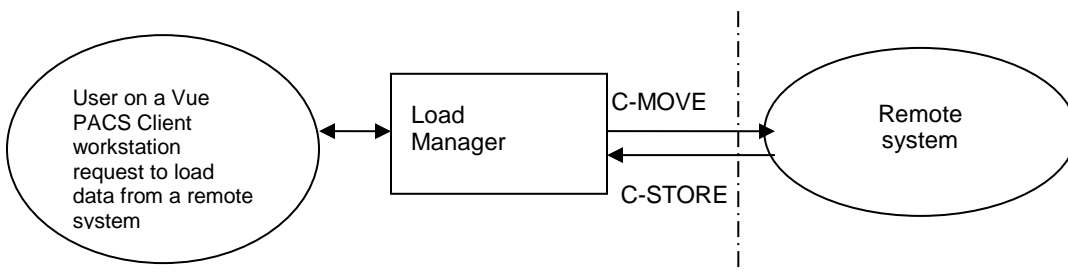 User on a Vue
PACS Client
workstation
request to load
data from a remote
system
Load
Manager
C-MOVE
C-STORE
Remote
system